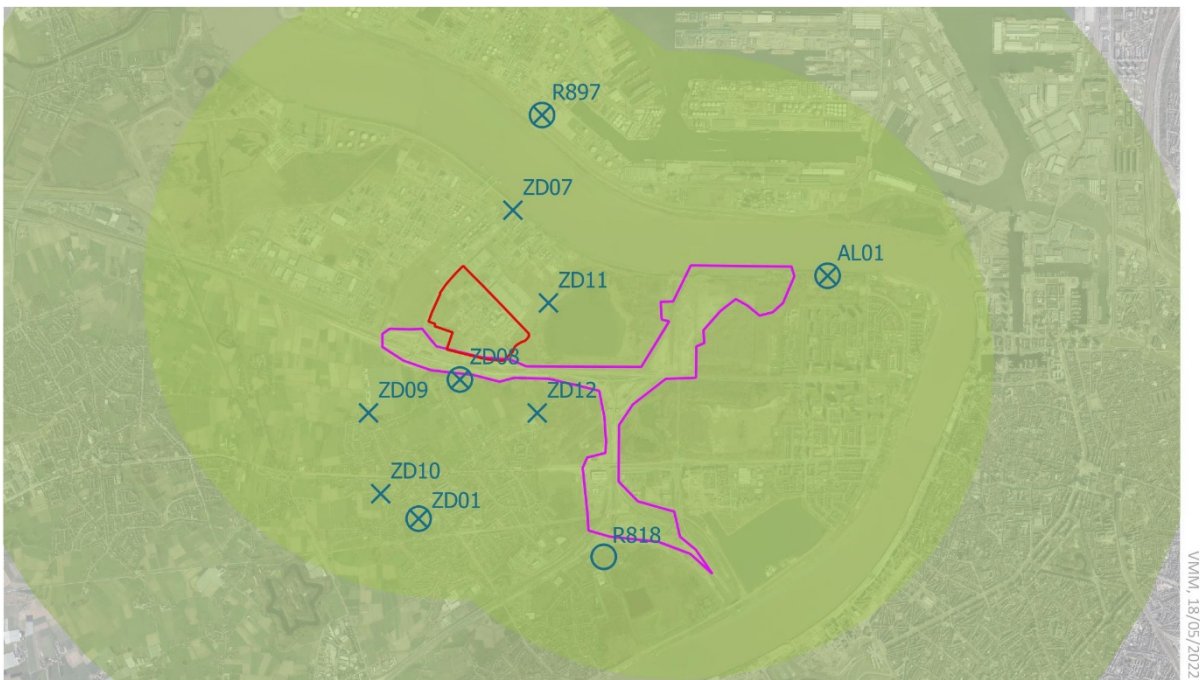 R897
ZD07
AL01
ZD11
ZD08
ZD09
ZD12
ZD10
ZD01
R818
VMM, 18/05/2022